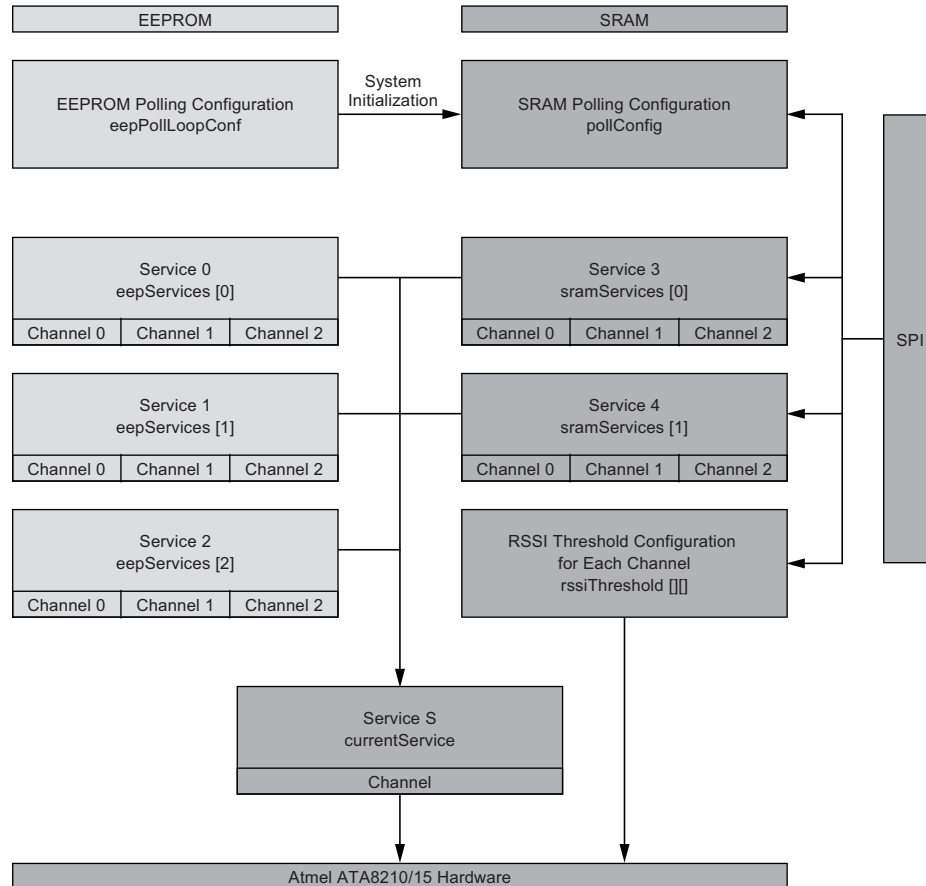 EEPROM
SRAM
EEPROM Polling Configuration
eepPollLoopConf
System
Initialization
SRAM Polling Configuration
pollConfig
SPI
Service 0
eepServices [0]
Channel 0
Channel 1
Channel 2
Service 3
sramServices [0]
Channel 0
Channel 1
Channel 2
Service 1
eepServices [1]
Channel 0
Channel 1
Channel 2
Service 4
sramServices [1]
Channel 0
Channel 1
Channel 2
Service 2
eepServices [2]
Channel 0
Channel 1
Channel 2
RSSI Threshold Configuration
for Each Channel
rssiThreshold [][]
Service S
currentService
Channel
Atmel ATA8210/15 Hardware